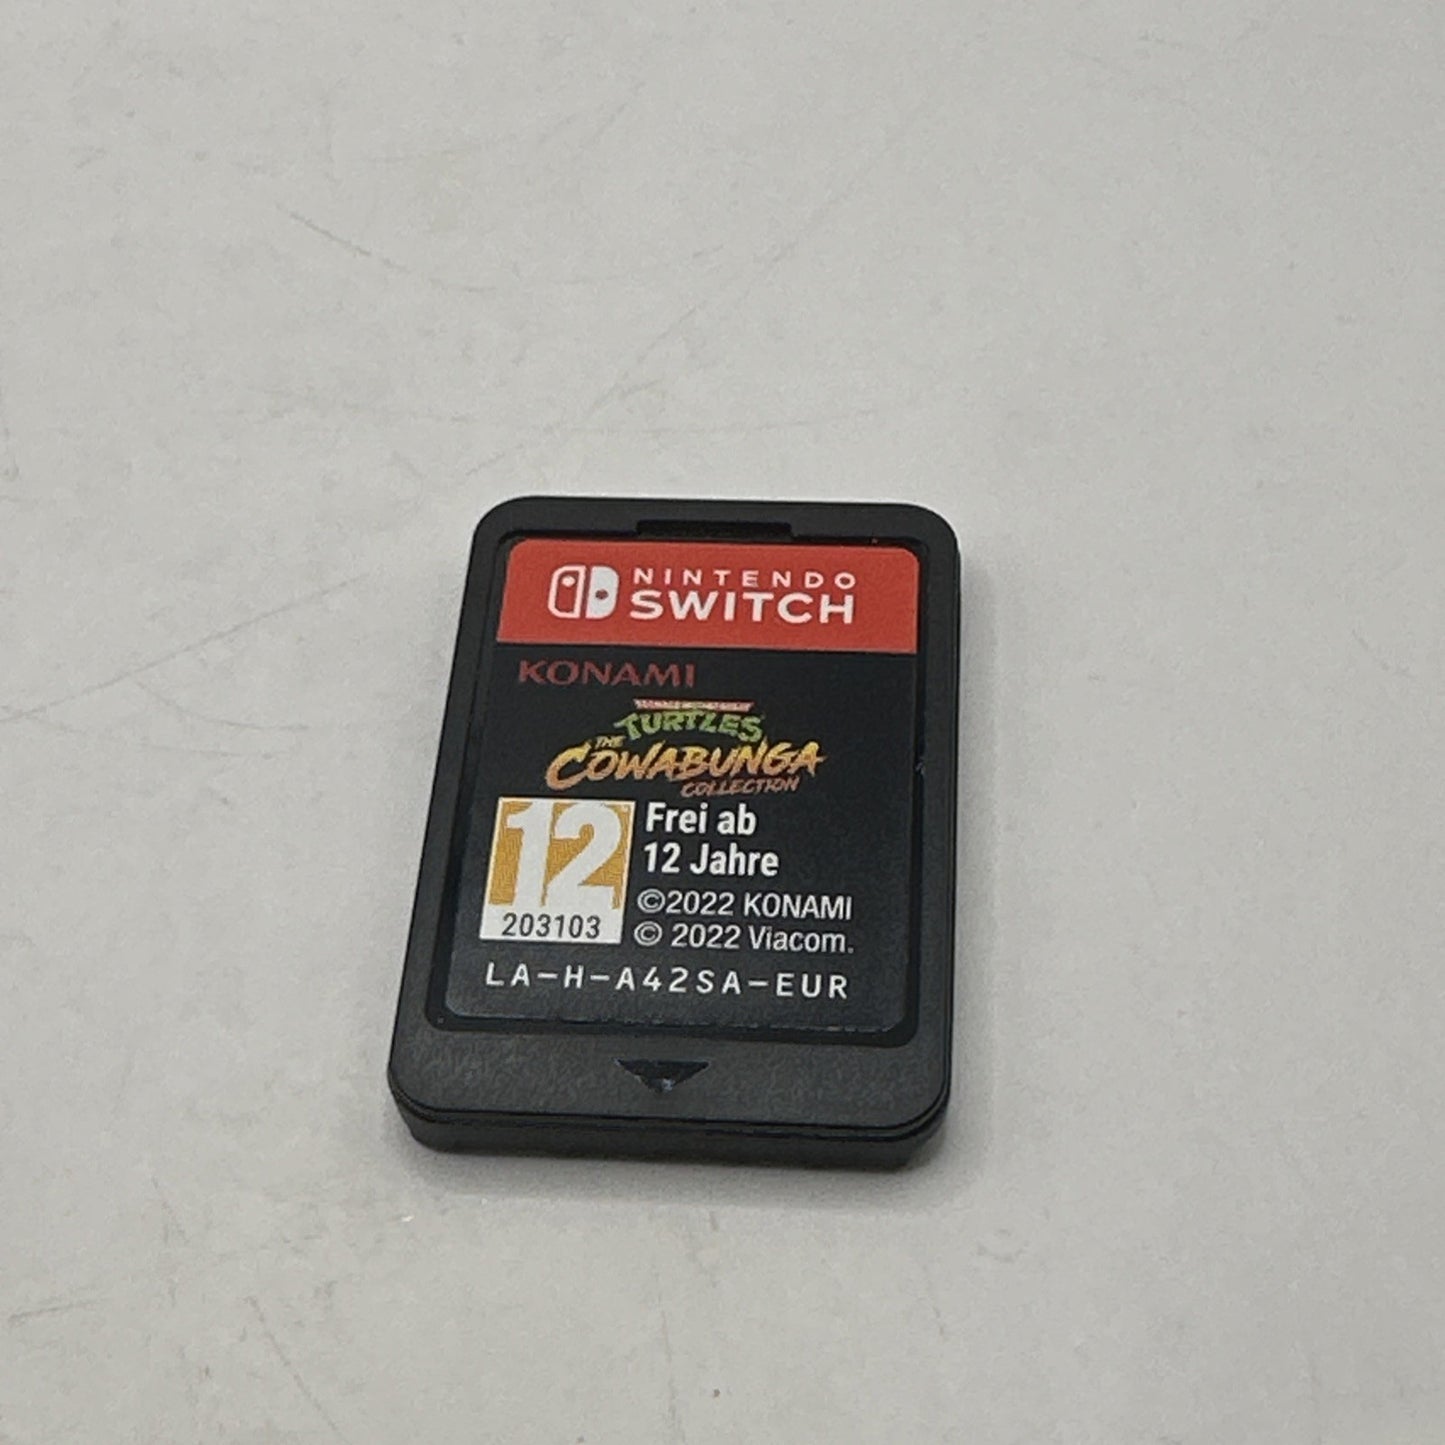 NINTENDO
SWITCH
KONAMI
TURTLES
THE
COWABUNGA
COLLECTION
12
203103
Frei ab
12 Jahre
©2022 KONAMI
© 2022 Viacom.
LA-H-A42SA-EUR